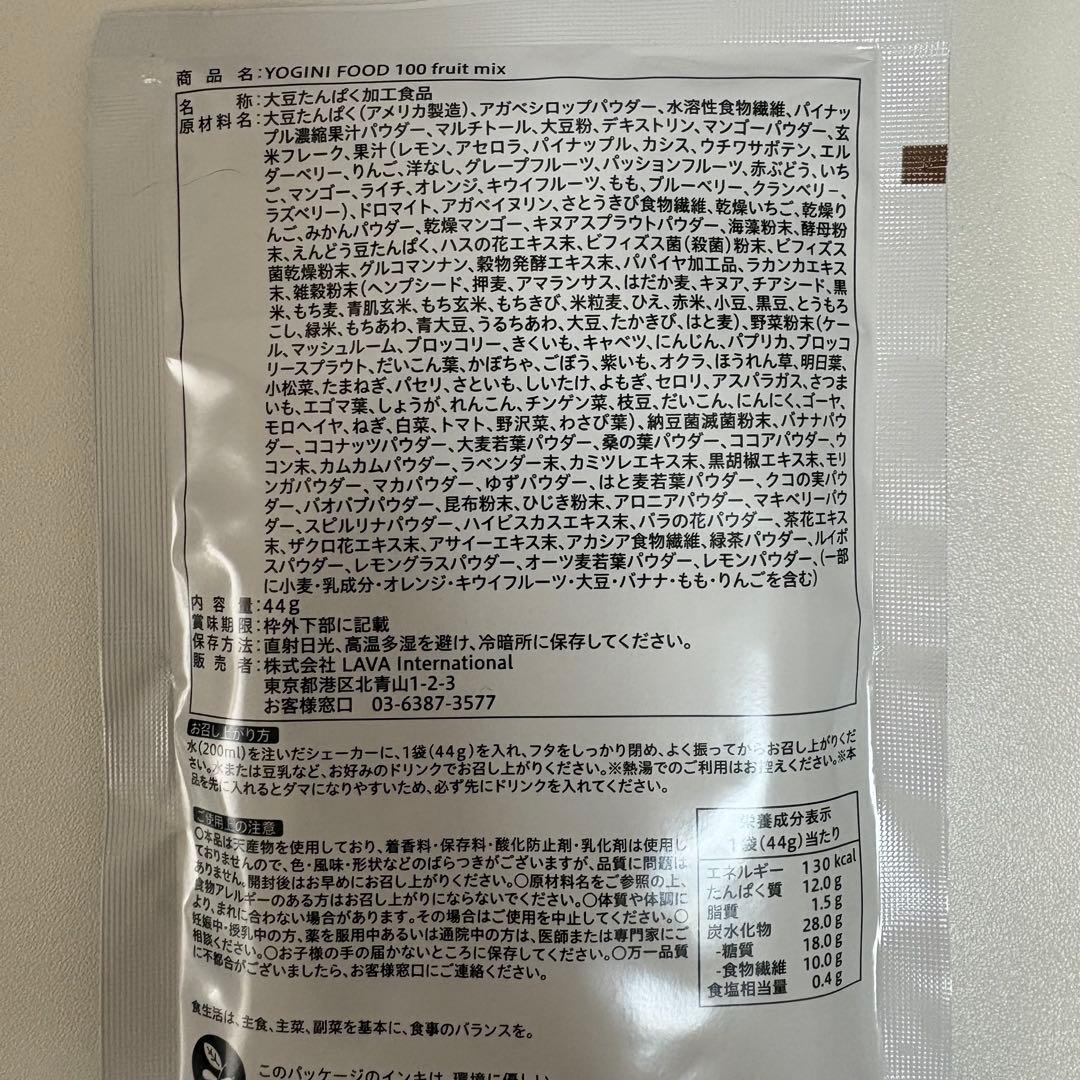 商品名：YOGINI FOOD 100 fruit mix
名称：大豆たんぱく加工食品
原材料名：大豆たんぱく(アメリカ製造)、アガベシロップパウダー、水溶性食物繊維、パイナッ
プル濃縮果汁パウダー、マルチトール、大豆粉、デキストリン、マンゴーパウダー、玄
米フレーク、果汁(レモン、アセロラ、パイナップル、カシス、ウチワサボテン、エル
ダーベリー、りんご、洋なし、グレープフルーツ、パッションフルーツ、赤ぶどう、いち
ご、マンゴー、ライチ、オレンジ、キウイフルーツ、もも、ブルーベリー、クランベリー、
ラズベリー)、ドロマイト、アガベイヌリン、さとうきび食物繊維、乾燥いちご、乾燥り
んご、みかんパウダー、乾燥マンゴー、キヌアスプラウトパウダー、海藻粉末、酵母粉
末、えんどう豆たんぱく、ハスの花エキス末、ビフィズス菌(殺菌)粉末、ビフィズス
菌乾燥粉末、グルコマンナン、穀物発酵エキス末、パパイヤ加工品、ラカンカエキス
末、雑穀粉末(ヘンプシード、押麦、アマランサス、はだか麦、キヌア、チアシード、黒
米、もち麦、青肌玄米、もち玄米、もちきび、米粒麦、ひえ、赤米、小豆、黒豆、とうもろ
こし、緑米、もちあわ、青大豆、うるちあわ、大豆、たかきび、はと麦)、野菜粉末(ケー
ル、マッシュルーム、ブロッコリー、きくいも、キャベツ、にんじん、パプリカ、ブロッコ
リースプラウト、だいこん葉、かぼちゃ、ごぼう、紫いも、オクラ、ほうれん草、明日葉、
小松菜、たまねぎ、パセリ、さといも、しいたけ、よもぎ、セロリ、アスパラガス、さつま
いも、エゴマ葉、しょうが、れんこん、チンゲン菜、枝豆、だいこん、にんにく、ゴーヤ、
モロヘイヤ、ねぎ、白菜、トマト、野沢菜、わさび葉)、納豆菌滅菌粉末、バナナパウ
ダー、ココナッツパウダー、大麦若葉パウダー、桑の葉パウダー、ココアパウダー、ウ
コン末、カムカムパウダー、ラベンダー末、カミツレエキス末、黒胡椒エキス末、モリ
ンガパウダー、マカパウダー、ゆずパウダー、はと麦若葉パウダー、クコの実パウ
ダー、バオバブパウダー、昆布粉末、ひじき粉末、アロニアパウダー、マキベリーパウ
ダー、スピルリナパウダー、ハイビスカスエキス末、バラの花パウダー、茶花エキス
末、ザクロ花エキス末、アサイーエキス末、アカシア食物繊維、緑茶パウダー、ルイボ
スパウダー、レモングラスパウダー、オーツ麦若葉パウダー、レモンパウダー、(一部
に小麦・乳成分・オレンジ・キウイフルーツ・大豆・バナナ・もも・りんごを含む)
内容量：44g
賞味期限：枠外下部に記載
保存方法：直射日光、高温多湿を避け、冷暗所に保存してください。
販売者：株式会社 LAVA International
東京都港区北青山1-2-3
お客様窓口 03-6387-3577
お召し上がり方
水(200ml)を注いだシェーカーに、1袋(44g)を入れ、フタをしっかり閉め、よく振ってからお召し上がりくだ
さい。水または豆乳など、お好みのドリンクでお召し上がりください。※熱湯でのご利用はお控えください。※本
品を先に入れるとダマになりやすいため、必ず先にドリンクを入れてください。
ご使用上の注意
〇本品は天産物を使用しており、着香料・保存料・酸化防止剤・乳化剤は使用し
ておりませんので、色・風味・形状などのばらつきがございますが、品質に問題は
ありません。開封後はお早めにお召し上がりください。〇原材料名をご参照の上、
食物アレルギーのある方はお召し上がりにならないでください。〇体質や体調に
より、まれに合わない場合があります。その場合はご使用を中止してください。〇
妊娠中・授乳中の方、薬を服用中あるいは通院中の方は、医師または専門家にご
相談ください。〇お子様の手の届かないところに保存してください。〇万一品質
に不都合がございましたら、お客様窓口にご連絡ください。
栄養成分表示
1袋(44g)当たり
エネルギー 130 kcal
たんぱく質 12.0g
脂質 1.5g
炭水化物 28.0g
-糖質 18.0g
-食物繊維 10.0g
食塩相当量 0.4g
食生活は、主食、主菜、副菜を基本に、食事のバランスを。
このパッケージのインキは、環境に優しい